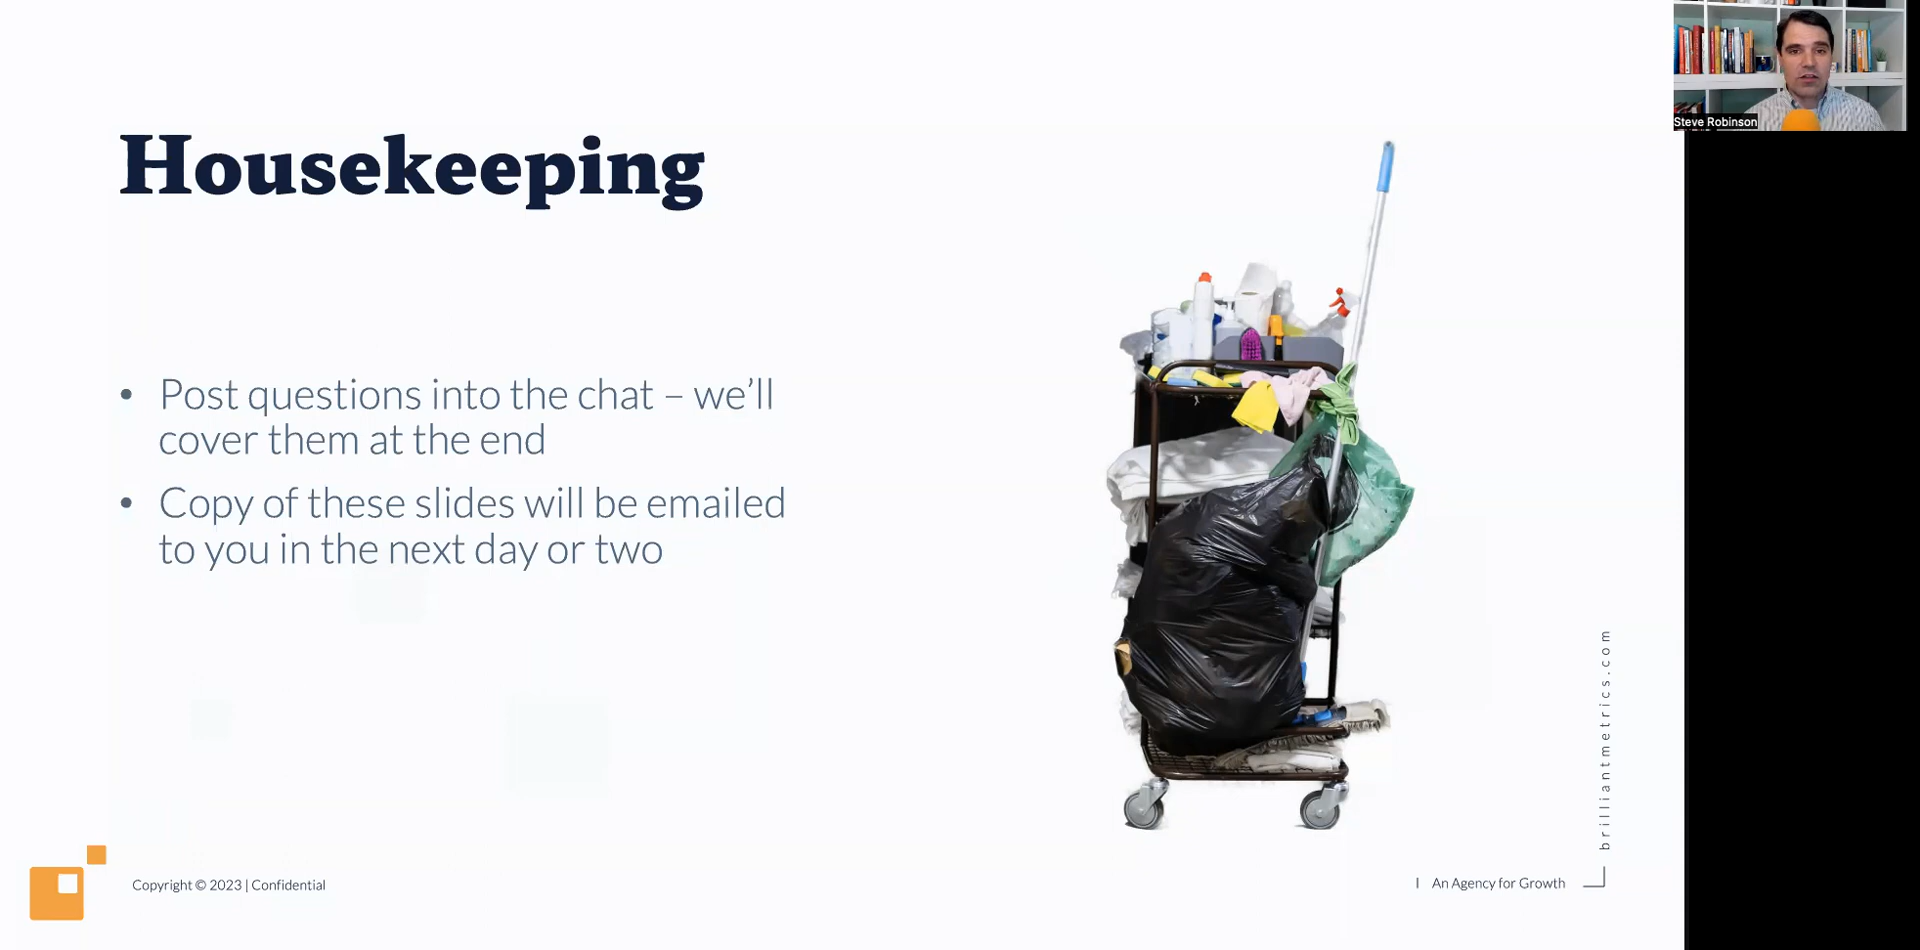 Steve Robinson
Housekeeping
• Post questions into the chat – we’ll
cover them at the end
• Copy of these slides will be emailed
to you in the next day or two
brilliantmetrics.com
Copyright © 2023 | Confidential
| An Agency for Growth